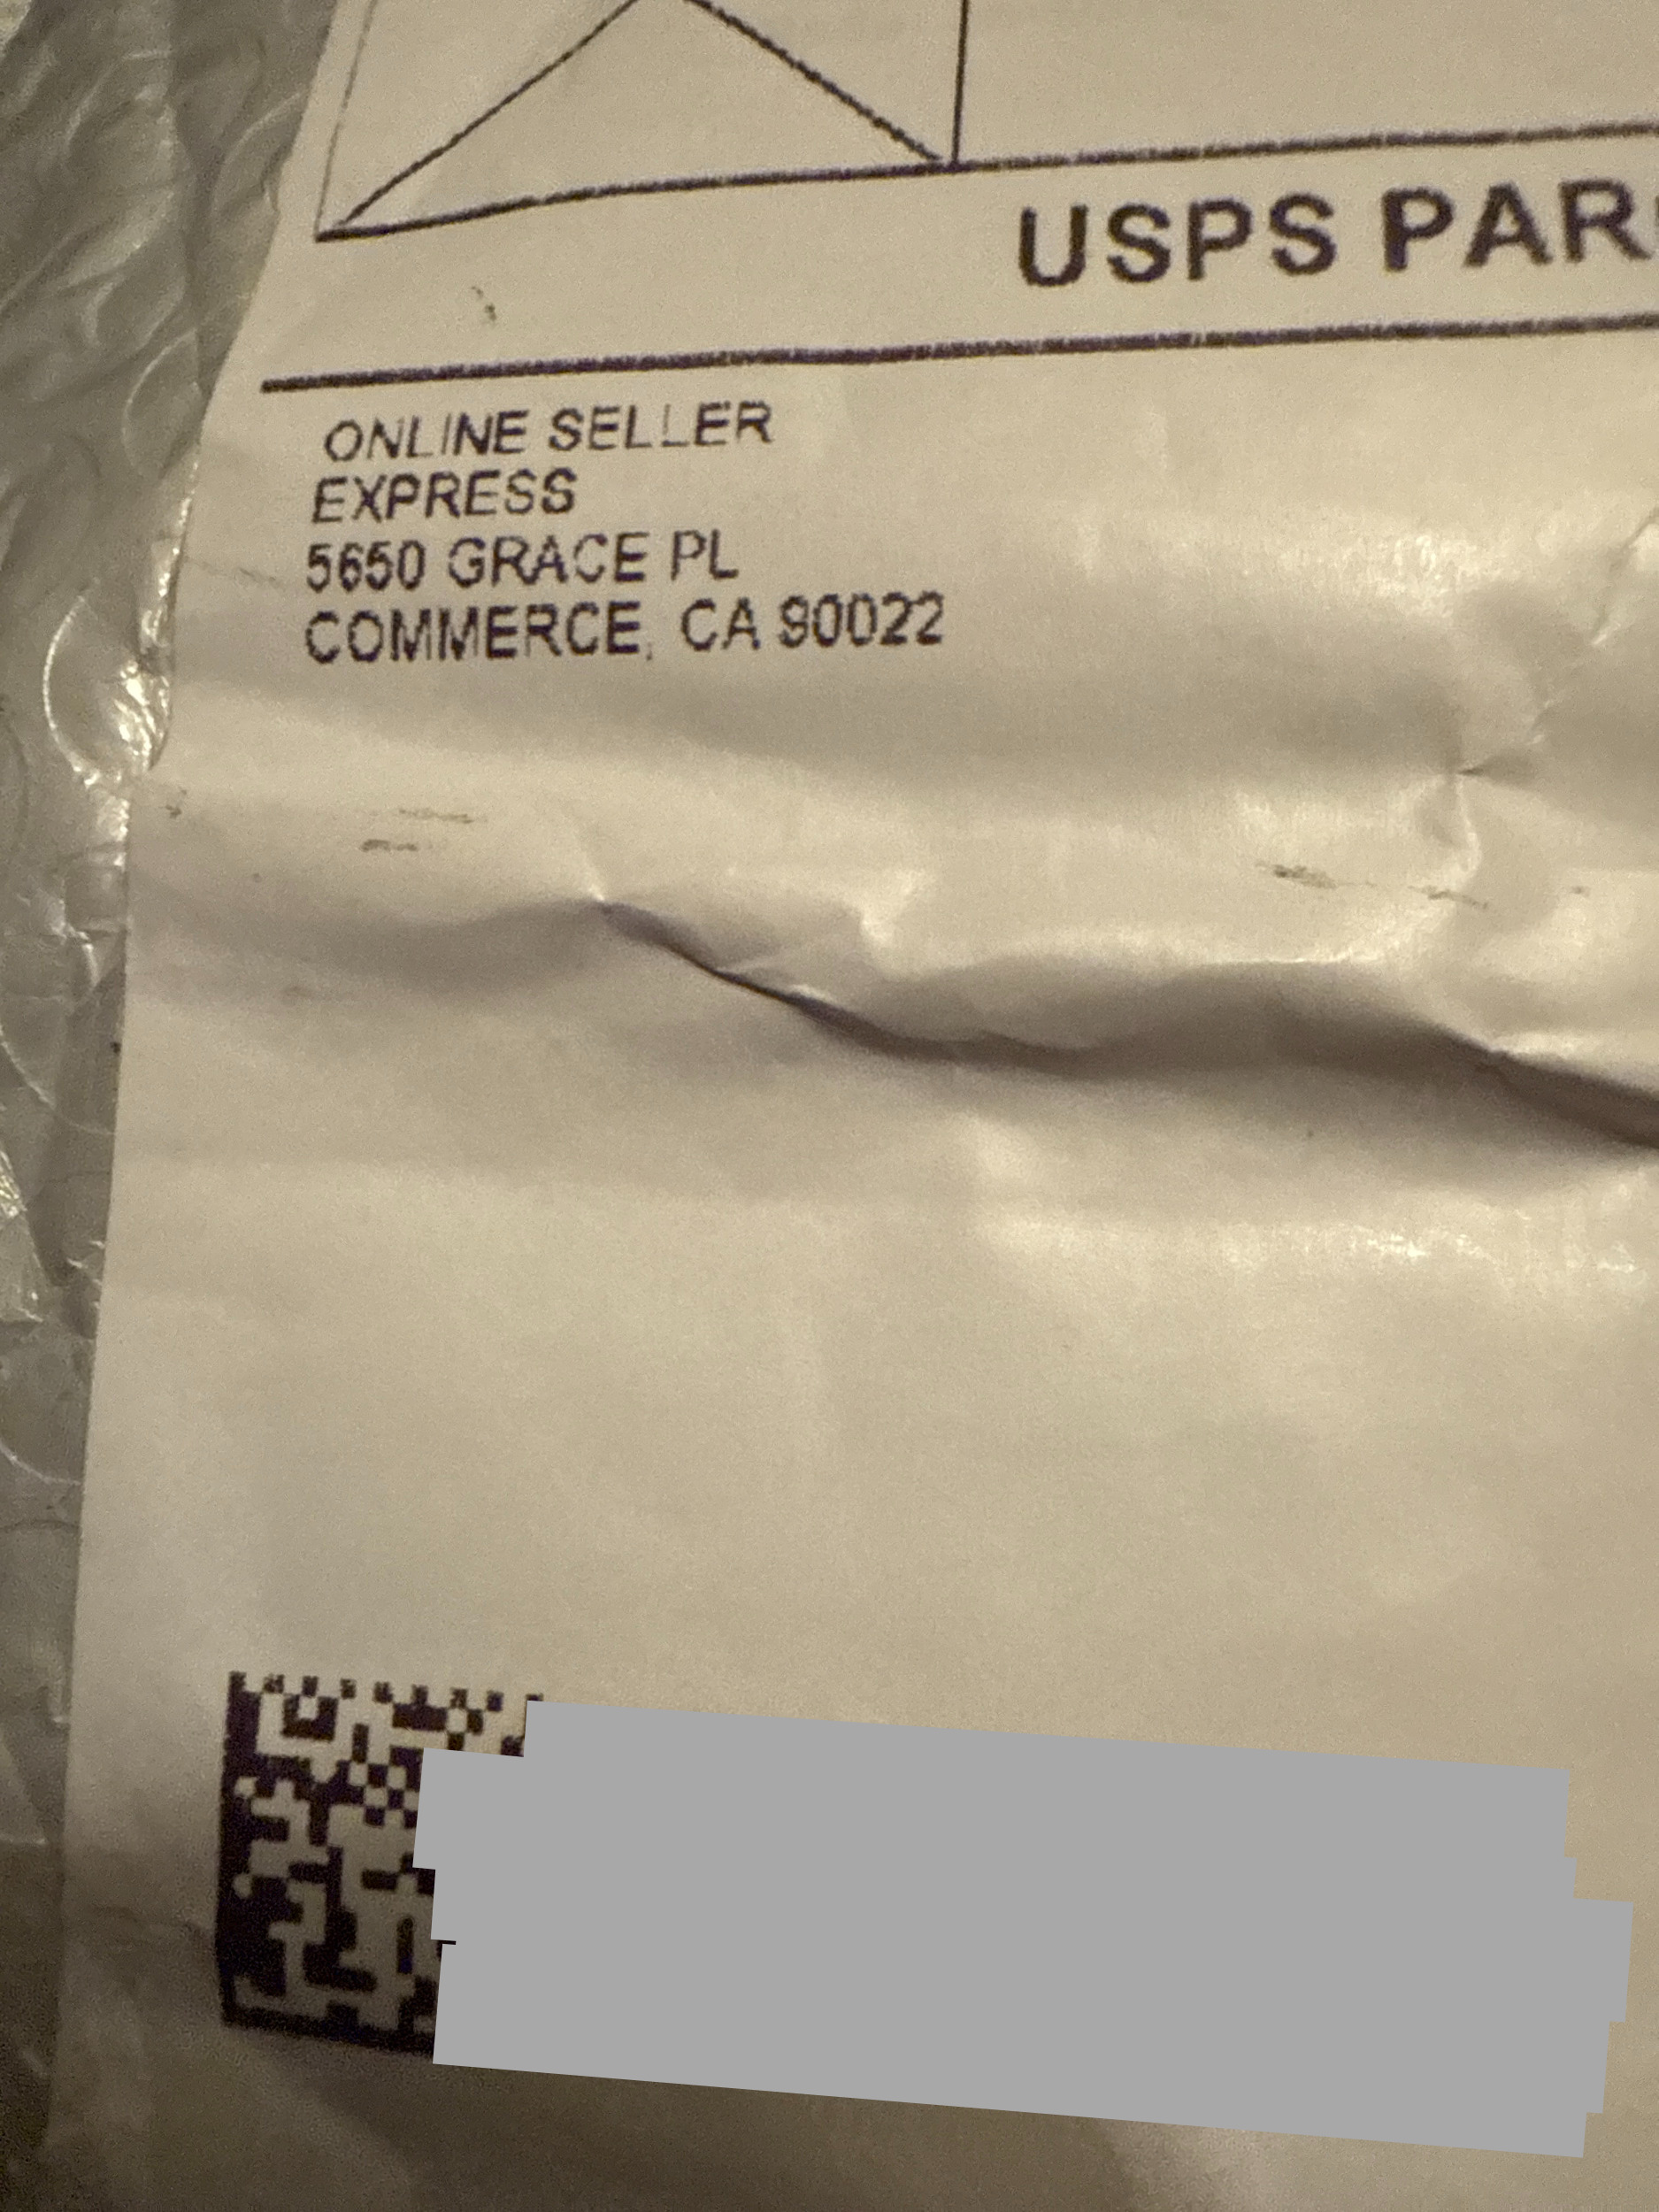 USPS PAR
ONLINE SELLER
EXPRESS
5650 GRACE PL
COMMERCE, CA 90022